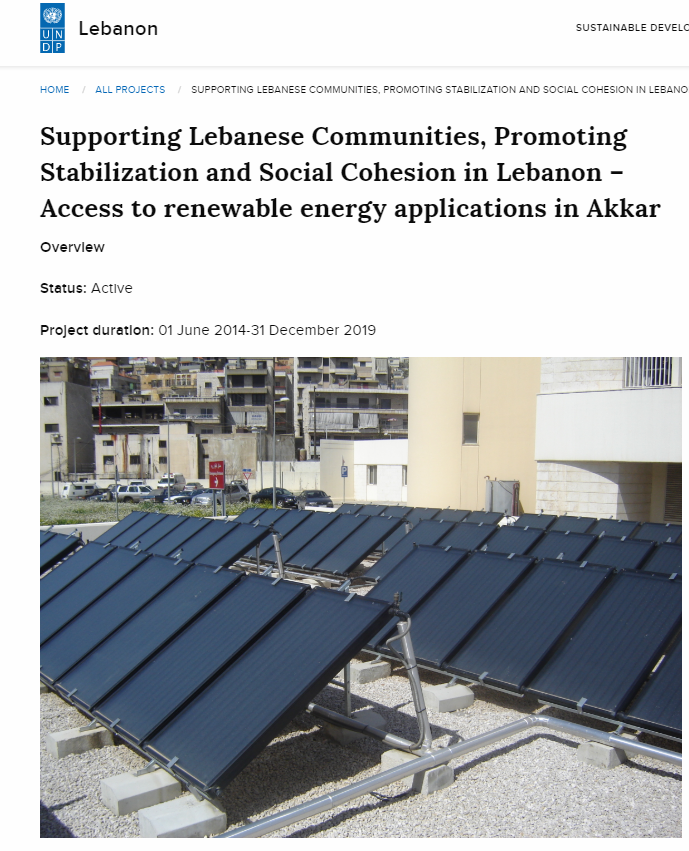 UN
DP
Lebanon
SUSTAINABLE DEVELO
HOME / ALL PROJECTS / SUPPORTING LEBANESE COMMUNITIES, PROMOTING STABILIZATION AND SOCIAL COHESION IN LEBANO
Supporting Lebanese Communities, Promoting
Stabilization and Social Cohesion in Lebanon –
Access to renewable energy applications in Akkar
Overview
Status: Active
Project duration: 01 June 2014-31 December 2019